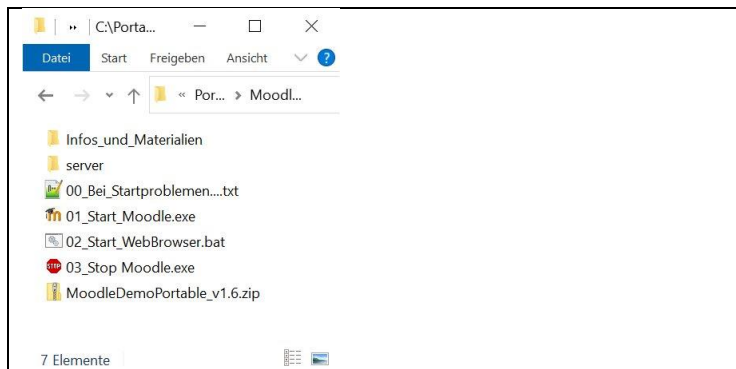 C:\Porta...
Datei Start Freigeben Ansicht ?
« Por... > Moodl...
Infos_und_Materialien
server
00_Bei_Startproblemen....txt
01_Start_Moodle.exe
02_Start_WebBrowser.bat
STOP 03_Stop Moodle.exe
MoodleDemoPortable_v1.6.zip
7 Elemente